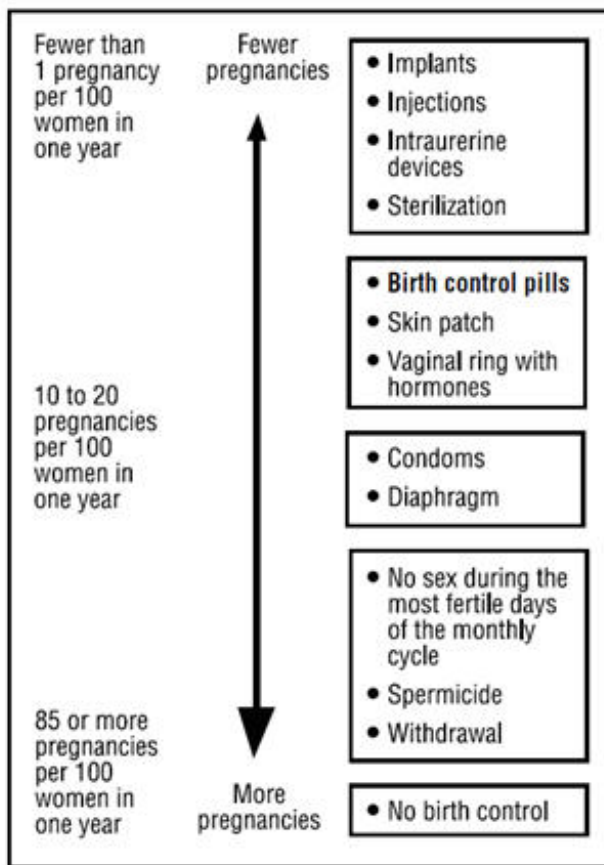 Fewer than
1 pregnancy
per 100
women in
one year
Fewer
pregnancies
• Implants
• Injections
• Intraurerine
devices
• Sterilization
• Birth control pills
• Skin patch
• Vaginal ring with
hormones
10 to 20
pregnancies
per 100
women in
one year
• Condoms
• Diaphragm
• No sex during the
most fertile days
of the monthly
cycle
• Spermicide
• Withdrawal
85 or more
pregnancies
per 100
women in
one year
More
pregnancies
• No birth control